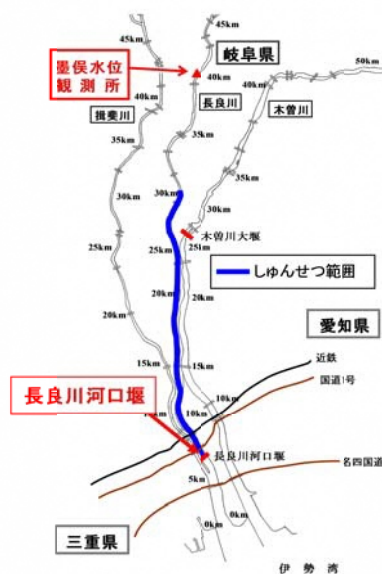 45km
45km
墨俣水位
観測所
岐阜県
40km
40km
50km
長良川
木曽川
揖斐川
40km
35km
35km
35km
30km
30km
30km
木曽川大堰
25km
25km
しゅんせつ範囲
20km
20km
20km
愛知県
15km
15km
近鉄
国道1号
長良川河口堰
10km
10km
長良川河口堰
名四国道
5km
三重県
0km
0km
伊勢湾